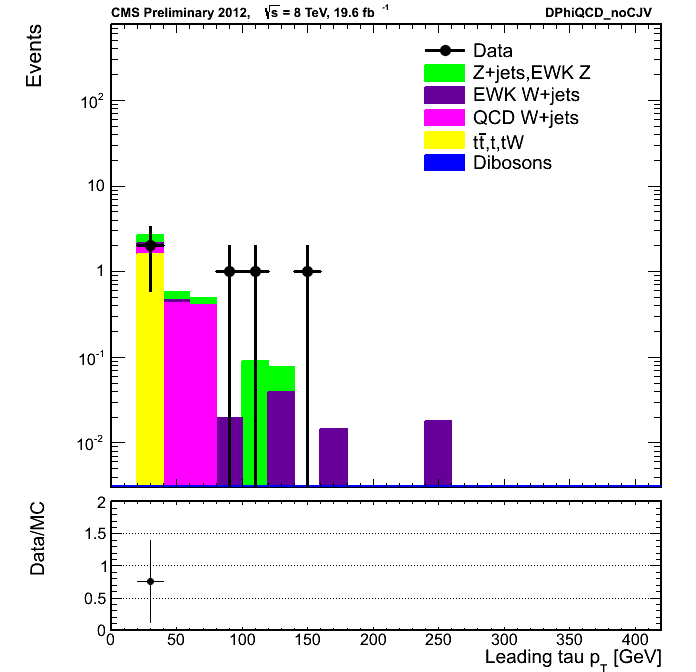 CMS Preliminary 2012, √s = 8 TeV, 19.6 fb⁻¹ DPhiQCD_noCJV
Events
Data
Z+jets,EWK Z
EWK W+jets
QCD W+jets
tt̄,t,tW
Dibosons
10²
10
1
10⁻¹
10⁻²
Data/MC
2
1.5
1
0.5
0
0 50 100 150 200 250 300 350 400
Leading tau p_T [GeV]